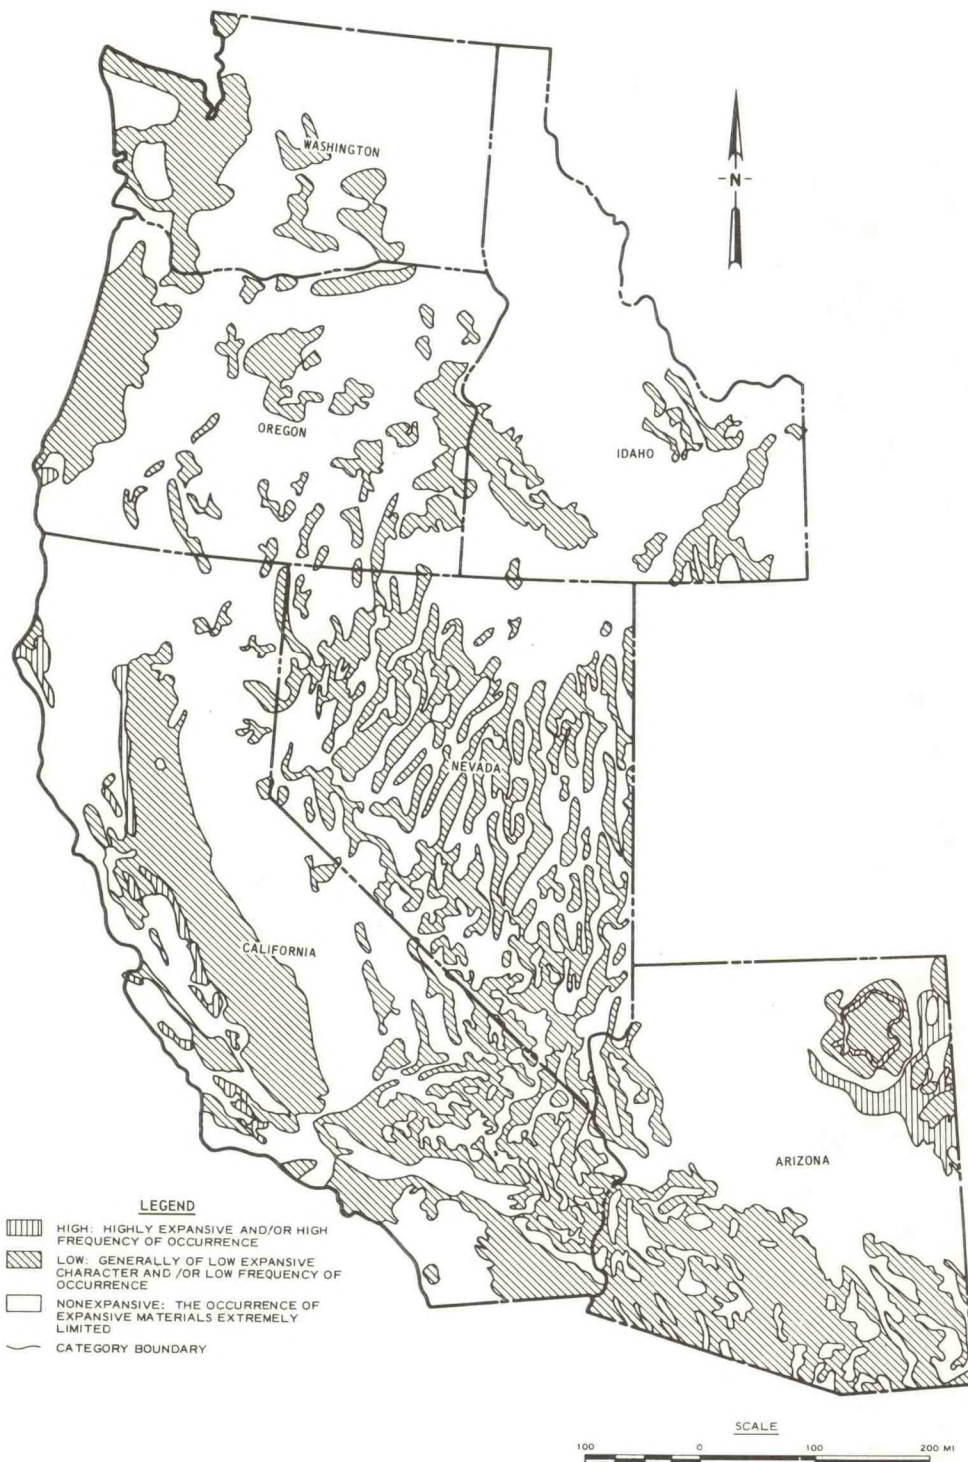 WASHINGTON
N
OREGON
IDAHO
NEVADA
CALIFORNIA
ARIZONA
LEGEND
HIGH: HIGHLY EXPANSIVE AND/OR HIGH
FREQUENCY OF OCCURRENCE
LOW: GENERALLY OF LOW EXPANSIVE
CHARACTER AND /OR LOW FREQUENCY OF
OCCURRENCE
NONEXPANSIVE: THE OCCURRENCE OF
EXPANSIVE MATERIALS EXTREMELY
LIMITED
CATEGORY BOUNDARY
SCALE
100 0 100 200 MI